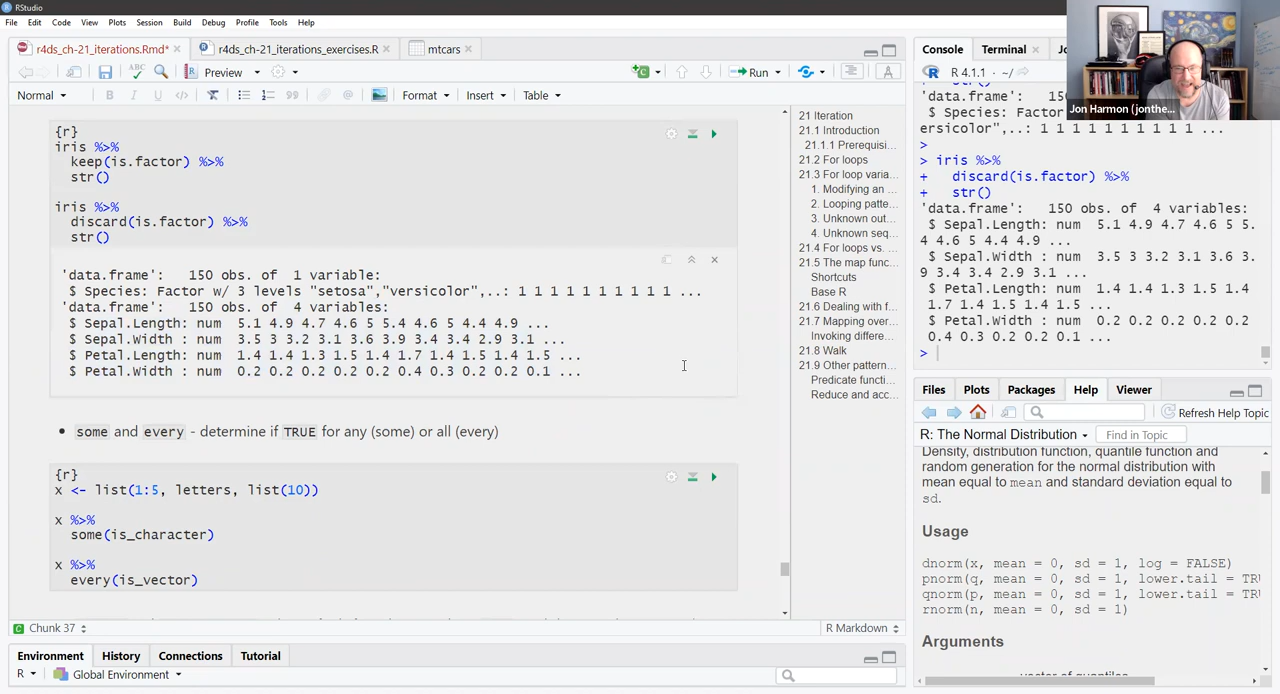 RStudio
File Edit Code View Plots Session Build Debug Profile Tools Help
r4ds_ch-21_iterations.Rmd* × r4ds_ch-21_iterations_exercises.R × mtcars ×
ABC Preview Run
Normal B I U </> Format Insert Table
{r}
iris %>%
keep(is.factor) %>%
str()
iris %>%
discard(is.factor) %>%
str()
'data.frame': 150 obs. of 1 variable:
$ Species: Factor w/ 3 levels "setosa","versicolor",..: 1 1 1 1 1 1 1 1 1 1 ...
'data.frame': 150 obs. of 4 variables:
$ Sepal.Length: num 5.1 4.9 4.7 4.6 5 5.4 4.6 5 4.4 4.9 ...
$ Sepal.Width : num 3.5 3 3.2 3.1 3.6 3.9 3.4 3.4 2.9 3.1 ...
$ Petal.Length: num 1.4 1.4 1.3 1.5 1.4 1.7 1.4 1.5 1.4 1.5 ...
$ Petal.Width : num 0.2 0.2 0.2 0.2 0.2 0.4 0.3 0.2 0.2 0.1 ...
• some and every - determine if TRUE for any (some) or all (every)
{r}
x <- list(1:5, letters, list(10))
x %>%
some(is_character)
x %>%
every(is_vector)
Chunk 37 R Markdown
21 Iteration
21.1 Introduction
21.1.1 Prerequisi...
21.2 For loops
21.3 For loop varia...
1. Modifying an ...
2. Looping patte...
3. Unknown out...
4. Unknown seq...
21.4 For loops vs. ...
21.5 The map func...
Shortcuts
Base R
21.6 Dealing with f...
21.7 Mapping over...
Invoking differe...
21.8 Walk
21.9 Other pattern...
Predicate functi...
Reduce and acc...
Environment History Connections Tutorial
R Global Environment
Console Terminal × Jo
R 4.1.1 · ~/
Jon Harmon (jonthe...
'data.frame': 150
$ Species: Facto
ersicolor",..: 1 1 1 1 1 1 1 1 1 1 ...
>
> iris %>%
+ discard(is.factor) %>%
+ str()
'data.frame': 150 obs. of 4 variables:
$ Sepal.Length: num 5.1 4.9 4.7 4.6 5 5.
4 4.6 5 4.4 4.9 ...
$ Sepal.Width : num 3.5 3 3.2 3.1 3.6 3.
9 3.4 3.4 2.9 3.1 ...
$ Petal.Length: num 1.4 1.4 1.3 1.5 1.4
1.7 1.4 1.5 1.4 1.5 ...
$ Petal.Width : num 0.2 0.2 0.2 0.2 0.2
0.4 0.3 0.2 0.2 0.1 ...
>
Files Plots Packages Help Viewer
Refresh Help Topic
R: The Normal Distribution Find in Topic
Density, distribution function, quantile function and
random generation for the normal distribution with
mean equal to mean and standard deviation equal to
sd.
Usage
dnorm(x, mean = 0, sd = 1, log = FALSE)
pnorm(q, mean = 0, sd = 1, lower.tail = TR
qnorm(p, mean = 0, sd = 1, lower.tail = TR
rnorm(n, mean = 0, sd = 1)
Arguments